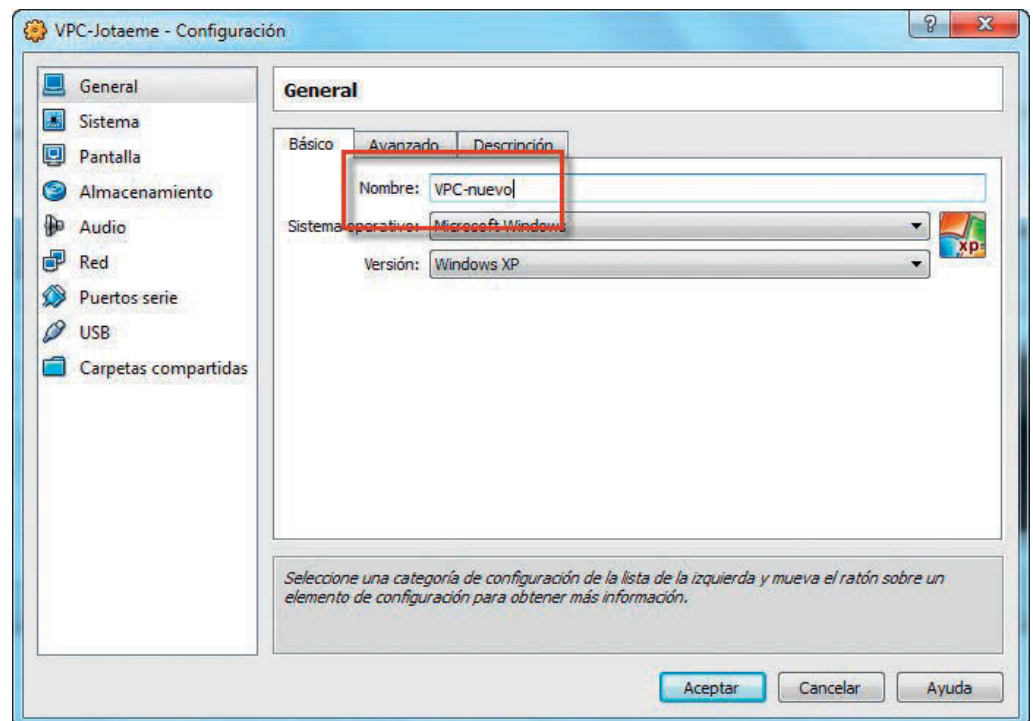 VPC-Jotaeme - Configuración
General
Sistema
Pantalla
Almacenamiento
Audio
Red
Puertos serie
USB
Carpetas compartidas
General
Básico Avanzado Descripción
Nombre: VPC-nuevo
Sistema operativo: Microsoft Windows
xp
Versión: Windows XP
Seleccione una categoría de configuración de la lista de la izquierda y mueva el ratón sobre un
elemento de configuración para obtener más información.
Aceptar Cancelar Ayuda